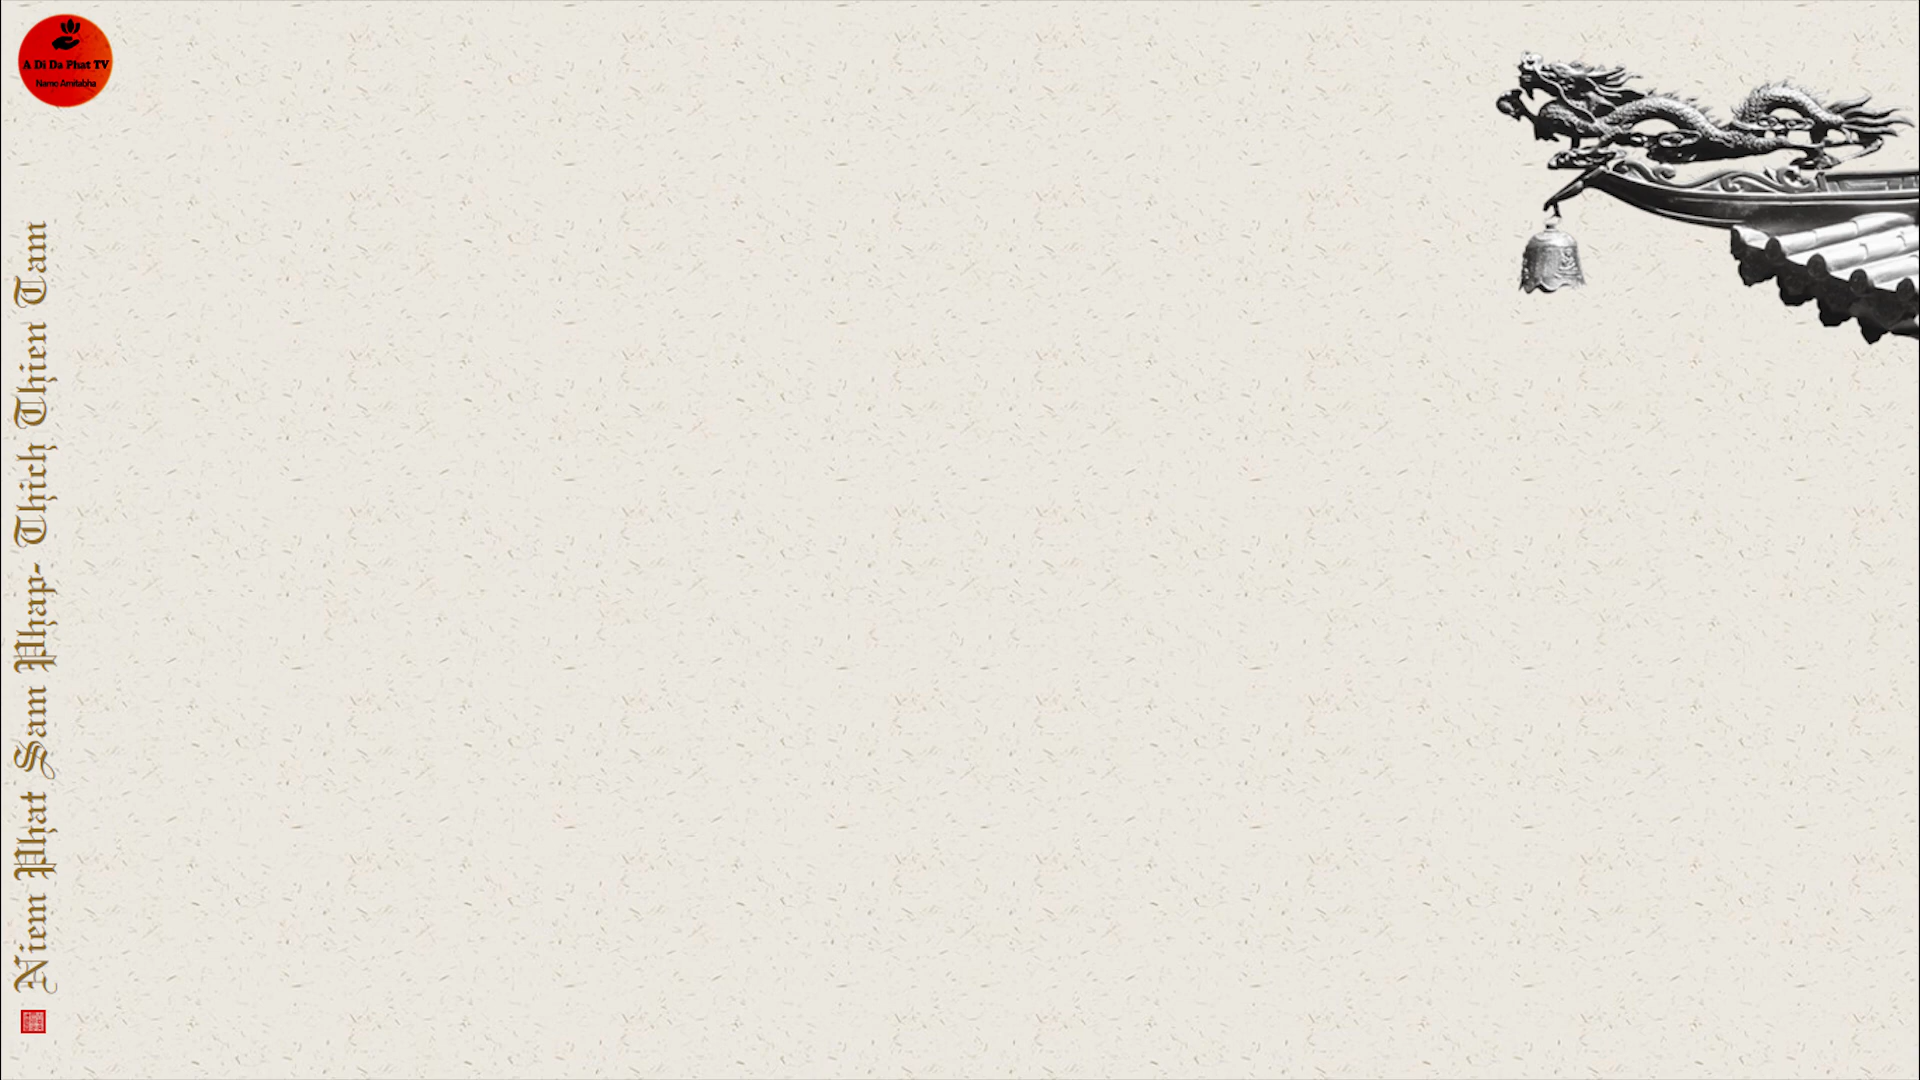 A Di Da Phat TV
Namo Amitabha
Niem Phat Sam Phap- Thich Thien Tam